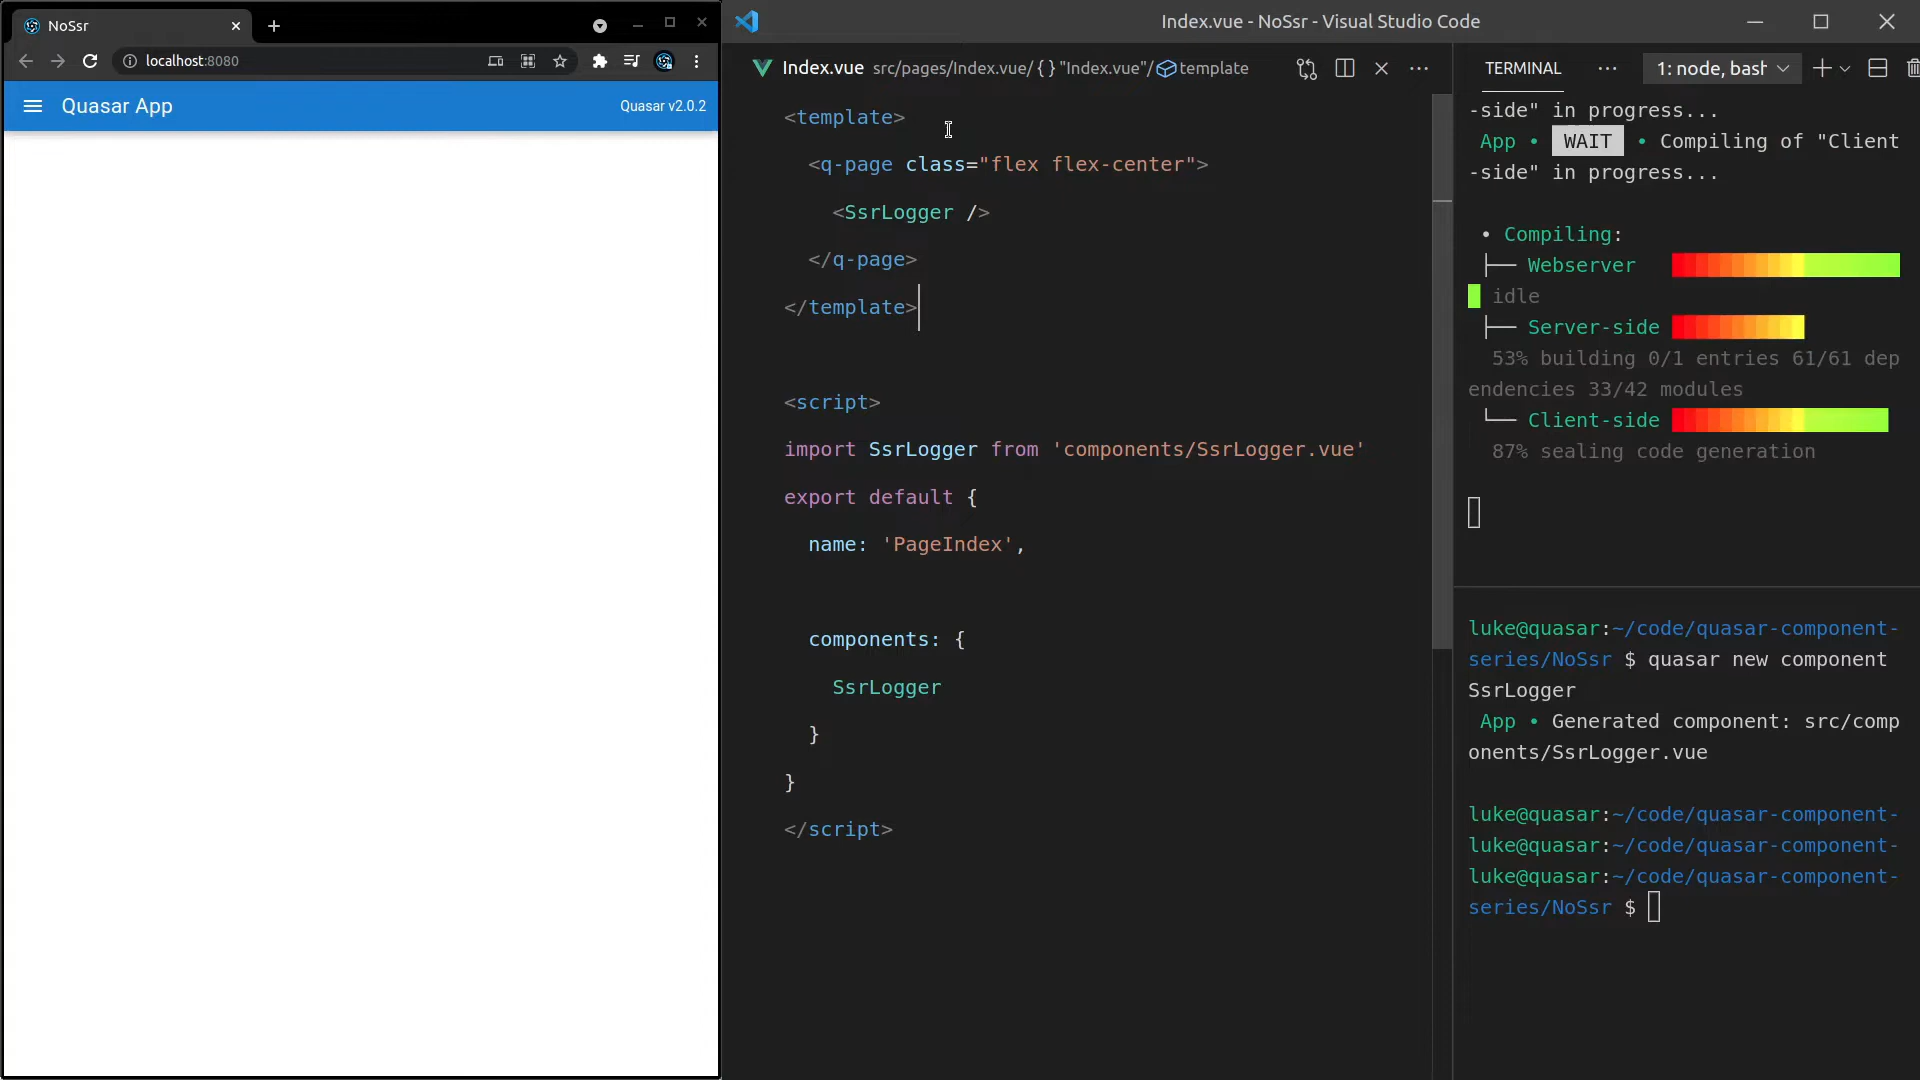 NoSsr
localhost:8080
Quasar App
Quasar v2.0.2
Index.vue - NoSsr - Visual Studio Code
Index.vue src/pages/Index.vue/ {} "Index.vue"/ template
<template>
<q-page class="flex flex-center">
<SsrLogger />
</q-page>
</template>
<script>
import SsrLogger from 'components/SsrLogger.vue'
export default {
name: 'PageIndex',
components: {
SsrLogger
}
}
</script>
TERMINAL
1: node, bash
-side" in progress...
App • WAIT • Compiling of "Client
-side" in progress...
• Compiling:
├── Webserver
idle
├── Server-side
53% building 0/1 entries 61/61 dep
endencies 33/42 modules
└── Client-side
87% sealing code generation
luke@quasar:~/code/quasar-component-
series/NoSsr $ quasar new component
SsrLogger
App • Generated component: src/comp
onents/SsrLogger.vue
luke@quasar:~/code/quasar-component-
luke@quasar:~/code/quasar-component-
luke@quasar:~/code/quasar-component-
series/NoSsr $